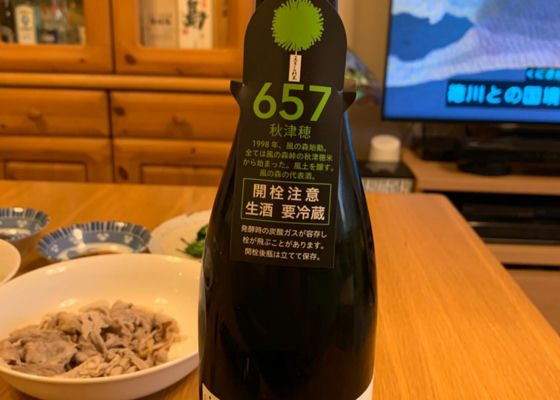 657
秋津穂
1998年、風の森始動。
全ては風の森峠の秋津穂米
から始まった。風土を醸す。
風の森の代表酒。
開栓注意
生酒 要冷蔵
発酵時の炭酸ガスが容存し
栓が飛ぶことがあります。
開栓後瓶は立てて保存。
徳川との国境